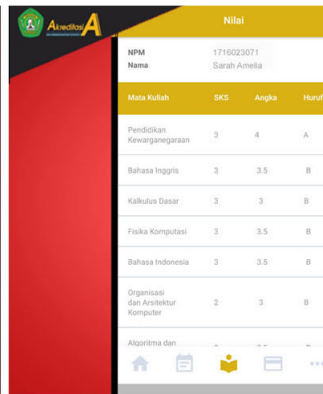 Akreditasi A
Nilai
NPM 1716023071
Nama Sarah Amelia
Mata Kuliah SKS Angka Huruf
Pendidikan
Kewarganegaraan 3 4 A
Bahasa Inggris 3 3.5 B
Kalkulus Dasar 3 3 B
Fisika Komputasi 3 3.5 B
Bahasa Indonesia 3 3.5 B
Organisasi
dan Arsitektur 2 3 B
Komputer
Algoritma dan